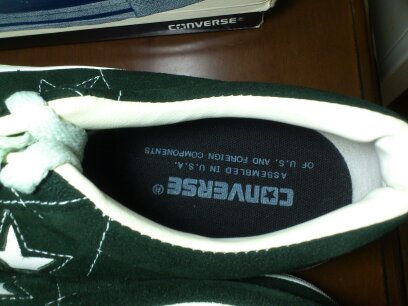 CONVERSE
CONVERSE®
ASSEMBLED IN U.S.A.
OF U.S. AND FOREIGN COMPONENTS